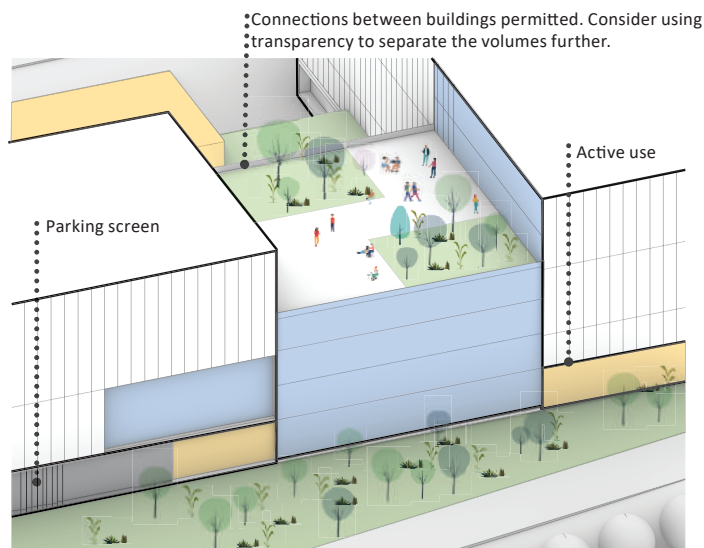 Connections between buildings permitted. Consider using
transparency to separate the volumes further.
Active use
Parking screen